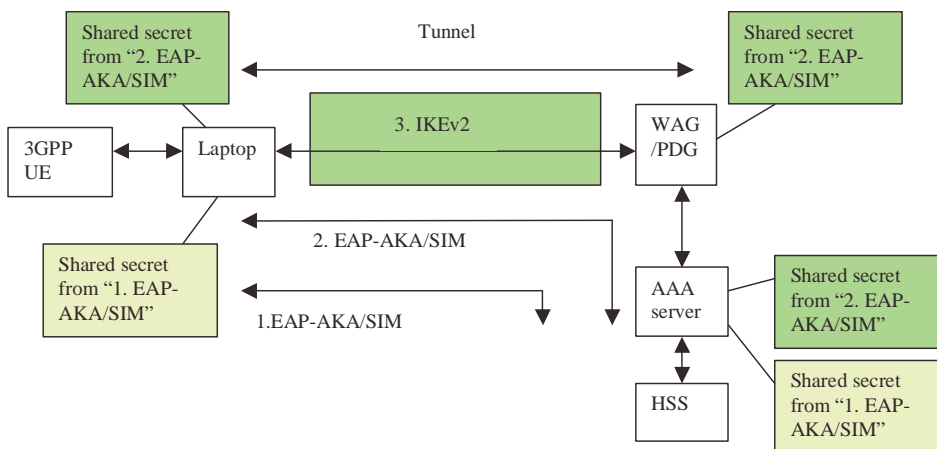 Shared secret
from “2. EAP-
AKA/SIM”
Tunnel
Shared secret
from “2. EAP-
AKA/SIM”
3GPP
UE
Laptop
3. IKEv2
WAG
/PDG
2. EAP-AKA/SIM
Shared secret
from “1. EAP-
AKA/SIM”
1.EAP-AKA/SIM
AAA
server
Shared secret
from “2. EAP-
AKA/SIM”
HSS
Shared secret
from “1. EAP-
AKA/SIM”